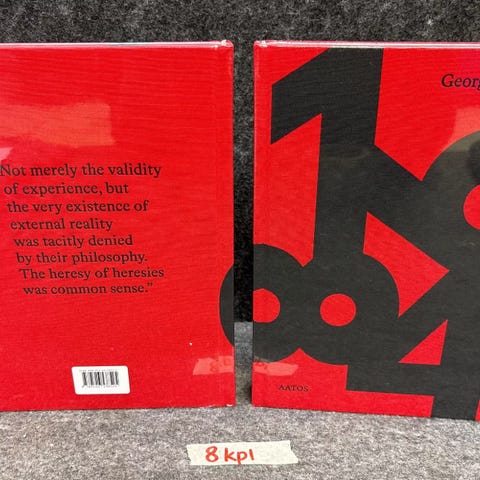 Not merely the validity
of experience, but
the very existence of
external reality
was tacitly denied
by their philosophy.
The heresy of heresies
was common sense."
Georg
1984
AATOS
8 kpl